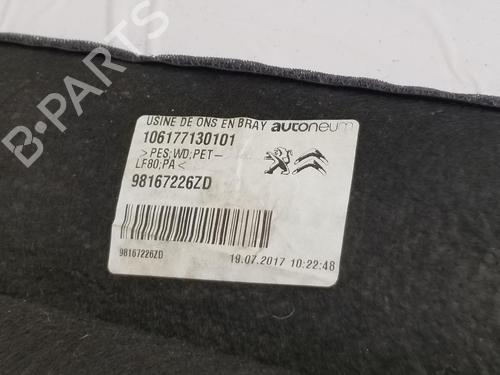 USINE DE ONS EN BRAY autoneum
106177130101
>PES;WD;PET-
LF80;PA<
98167226ZD
98167226ZD
19.07.2017 10:22:48
B-PARTS